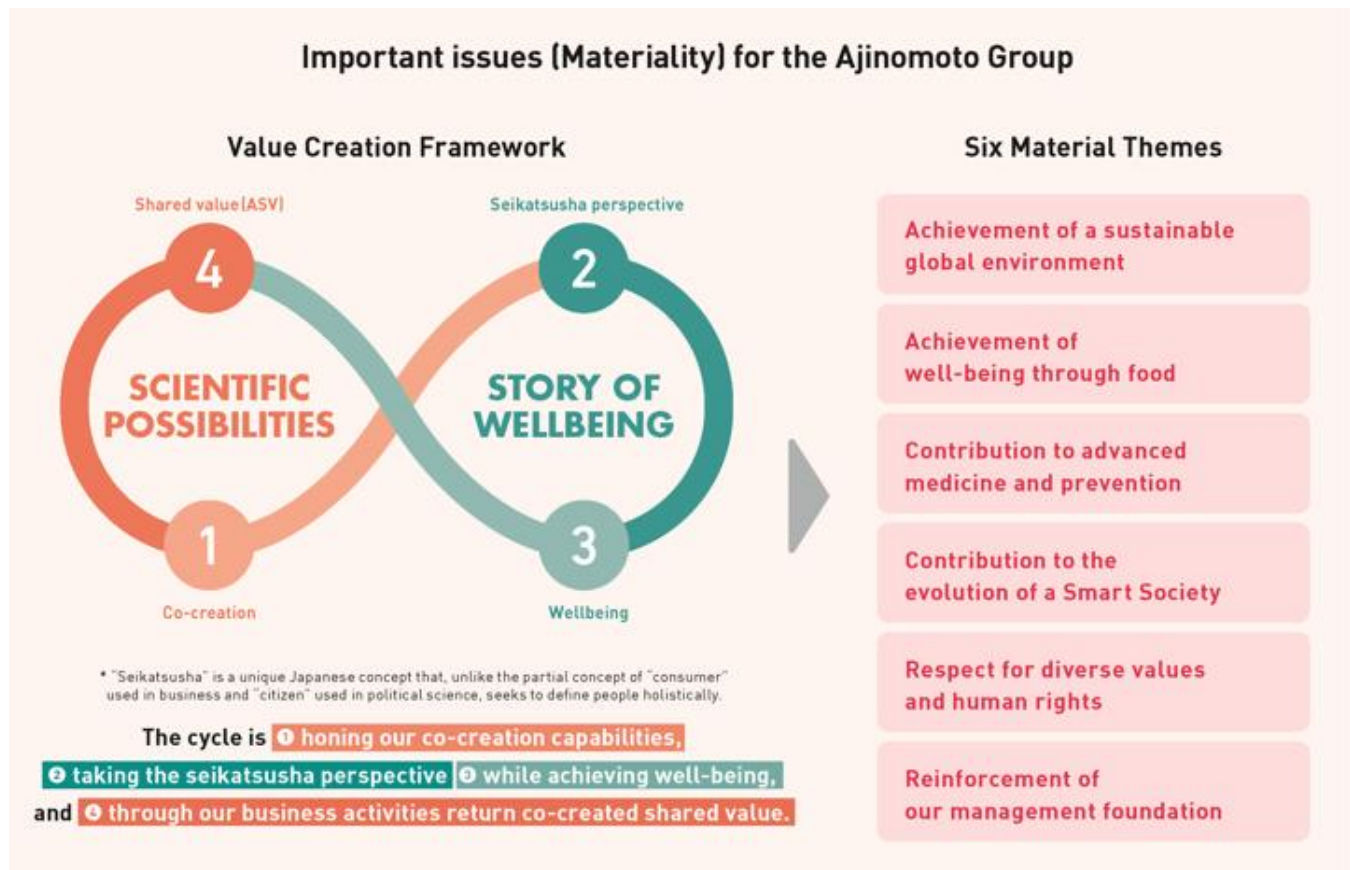 Important issues (Materiality) for the Ajinomoto Group
Value Creation Framework
Shared value(ASV)
Seikatsusha perspective
4
2
SCIENTIFIC
POSSIBILITIES
STORY OF
WELLBEING
1
3
Co-creation
Wellbeing
* "Seikatsusha" is a unique Japanese concept that, unlike the partial concept of "consumer"
used in business and "citizen" used in political science, seeks to define people holistically.
The cycle is ❶ honing our co-creation capabilities,
❷ taking the seikatsusha perspective ❸ while achieving well-being,
and ❹ through our business activities return co-created shared value.
Six Material Themes
Achievement of a sustainable
global environment
Achievement of
well-being through food
Contribution to advanced
medicine and prevention
Contribution to the
evolution of a Smart Society
Respect for diverse values
and human rights
Reinforcement of
our management foundation